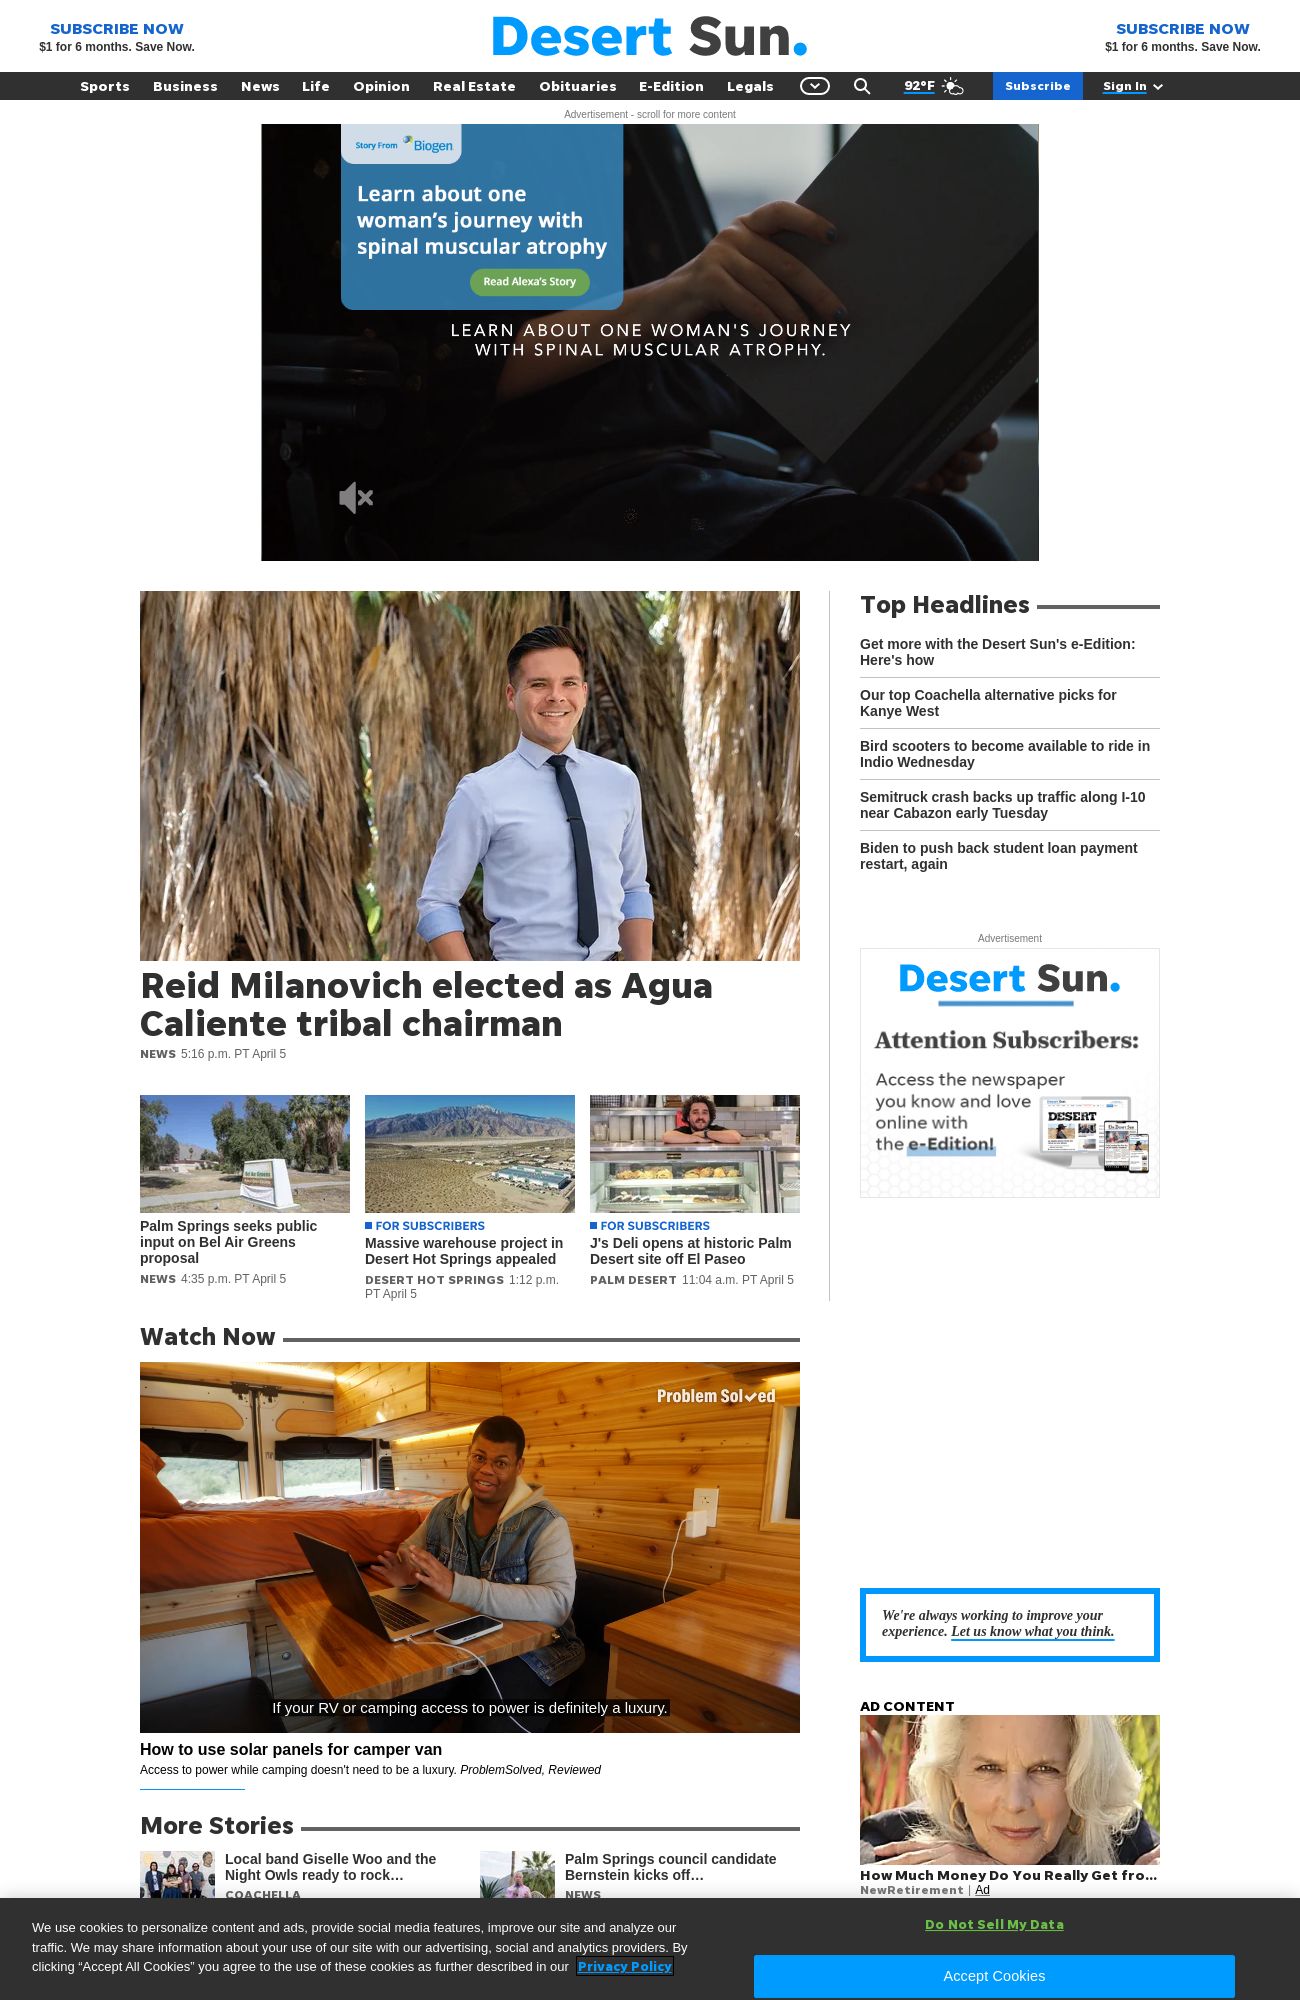 SUBSCRIBE NOW
$1 for 6 months. Save Now.
Desert Sun.
SUBSCRIBE NOW
$1 for 6 months. Save Now.
Sports Business News Life Opinion Real Estate Obituaries E-Edition Legals 92°F Subscribe Sign In
Advertisement - scroll for more content
Story From Biogen
Learn about one
woman's journey with
spinal muscular atrophy
Read Alexa's Story
LEARN ABOUT ONE WOMAN'S JOURNEY
WITH SPINAL MUSCULAR ATROPHY.
Reid Milanovich elected as Agua
Caliente tribal chairman
NEWS 5:16 p.m. PT April 5
Palm Springs seeks public
input on Bel Air Greens
proposal
NEWS 4:35 p.m. PT April 5
FOR SUBSCRIBERS
Massive warehouse project in
Desert Hot Springs appealed
DESERT HOT SPRINGS 1:12 p.m.
PT April 5
FOR SUBSCRIBERS
J's Deli opens at historic Palm
Desert site off El Paseo
PALM DESERT 11:04 a.m. PT April 5
Top Headlines
Get more with the Desert Sun's e-Edition:
Here's how
Our top Coachella alternative picks for
Kanye West
Bird scooters to become available to ride in
Indio Wednesday
Semitruck crash backs up traffic along I-10
near Cabazon early Tuesday
Biden to push back student loan payment
restart, again
Advertisement
Desert Sun.
Attention Subscribers:
Access the newspaper
you know and love
online with
the e-Edition!
DESERT
Watch Now
Problem Solved
If your RV or camping access to power is definitely a luxury.
How to use solar panels for camper van
Access to power while camping doesn't need to be a luxury. ProblemSolved, Reviewed
We're always working to improve your
experience. Let us know what you think.
AD CONTENT
How Much Money Do You Really Get fro...
NewRetirement | Ad
More Stories
Local band Giselle Woo and the
Night Owls ready to rock…
COACHELLA
Palm Springs council candidate
Bernstein kicks off…
NEWS
We use cookies to personalize content and ads, provide social media features, improve our site and analyze our
traffic. We may share information about your use of our site with our advertising, social and analytics providers. By
clicking “Accept All Cookies” you agree to the use of these cookies as further described in our Privacy Policy
Do Not Sell My Data
Accept Cookies